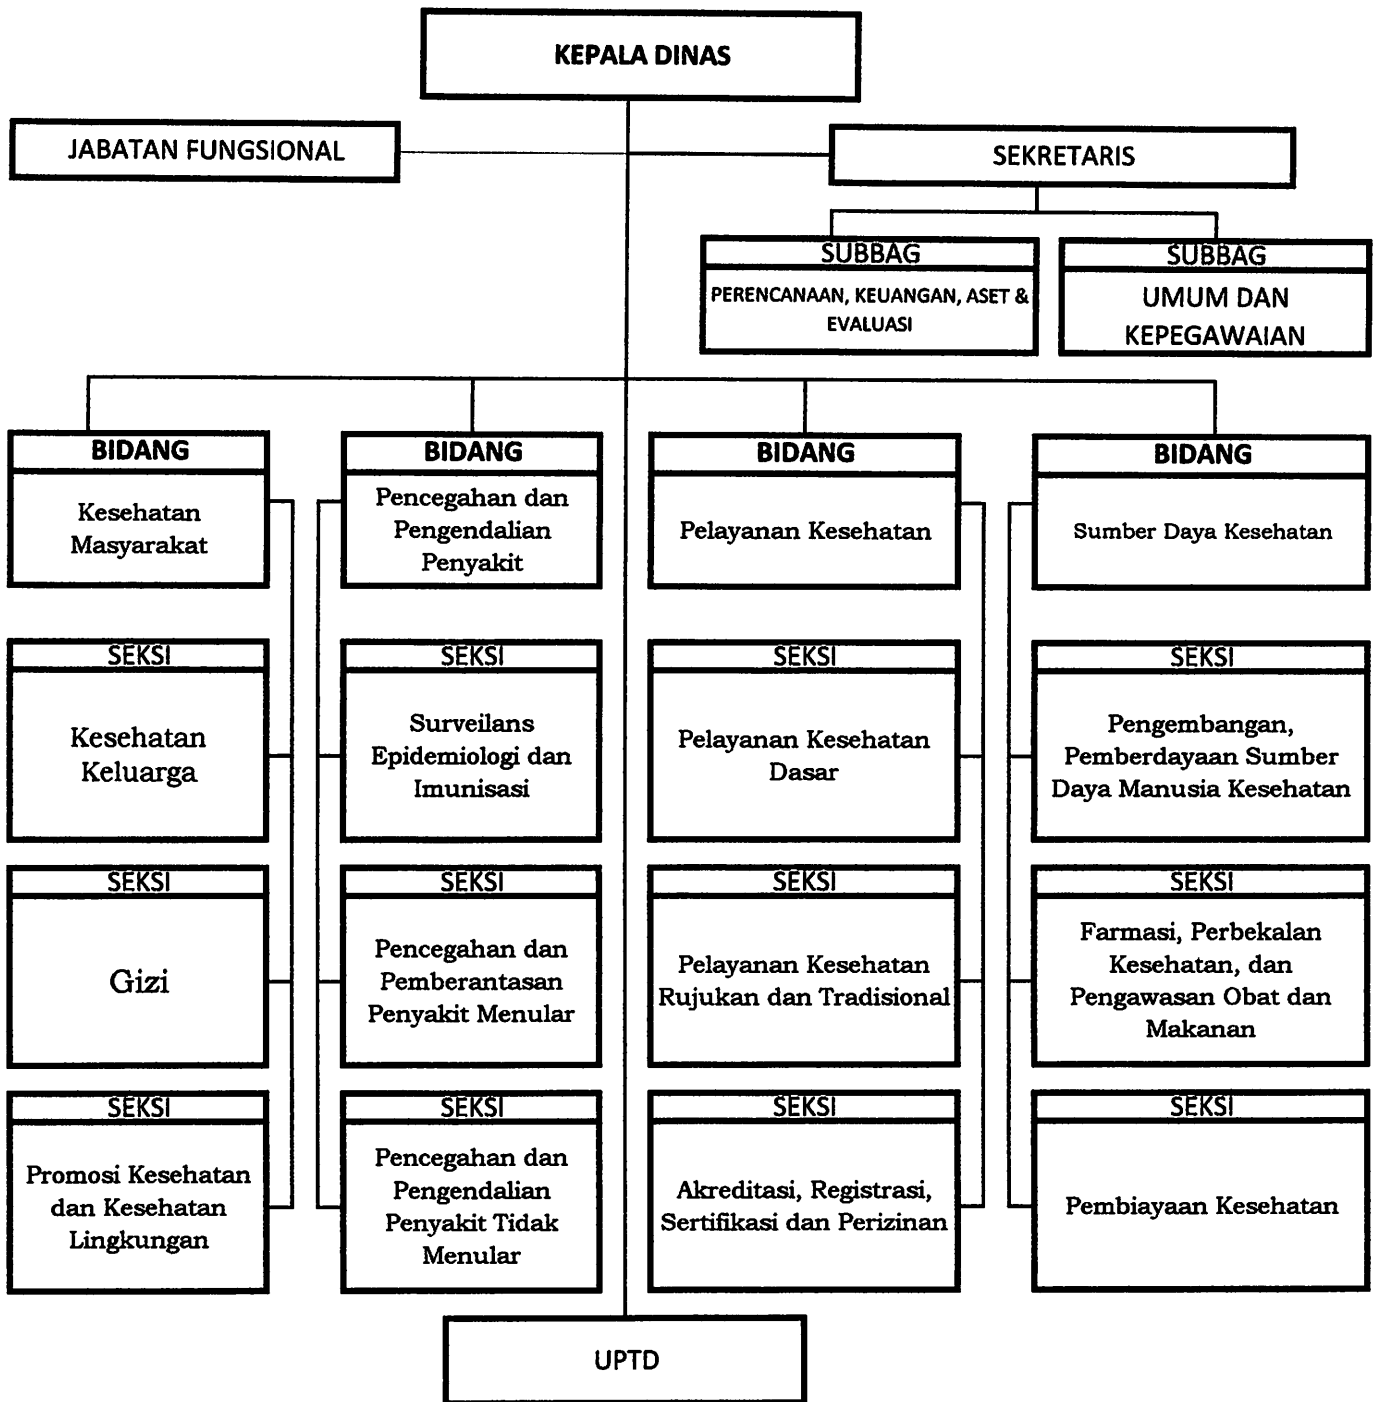 KEPALA DINAS
JABATAN FUNGSIONAL
SEKRETARIS
SUBBAG
PERENCANAAN, KEUANGAN, ASET &
EVALUASI
SUBBAG
UMUM DAN
KEPEGAWAIAN
BIDANG
Kesehatan
Masyarakat
BIDANG
Pencegahan dan
Pengendalian
Penyakit
BIDANG
Pelayanan Kesehatan
BIDANG
Sumber Daya Kesehatan
SEKSI
Kesehatan
Keluarga
SEKSI
Surveilans
Epidemiologi dan
Imunisasi
SEKSI
Pelayanan Kesehatan
Dasar
SEKSI
Pengembangan,
Pemberdayaan Sumber
Daya Manusia Kesehatan
SEKSI
Gizi
SEKSI
Pencegahan dan
Pemberantasan
Penyakit Menular
SEKSI
Pelayanan Kesehatan
Rujukan dan Tradisional
SEKSI
Farmasi, Perbekalan
Kesehatan, dan
Pengawasan Obat dan
Makanan
SEKSI
Promosi Kesehatan
dan Kesehatan
Lingkungan
SEKSI
Pencegahan dan
Pengendalian
Penyakit Tidak
Menular
SEKSI
Akreditasi, Registrasi,
Sertifikasi dan Perizinan
SEKSI
Pembiayaan Kesehatan
UPTD